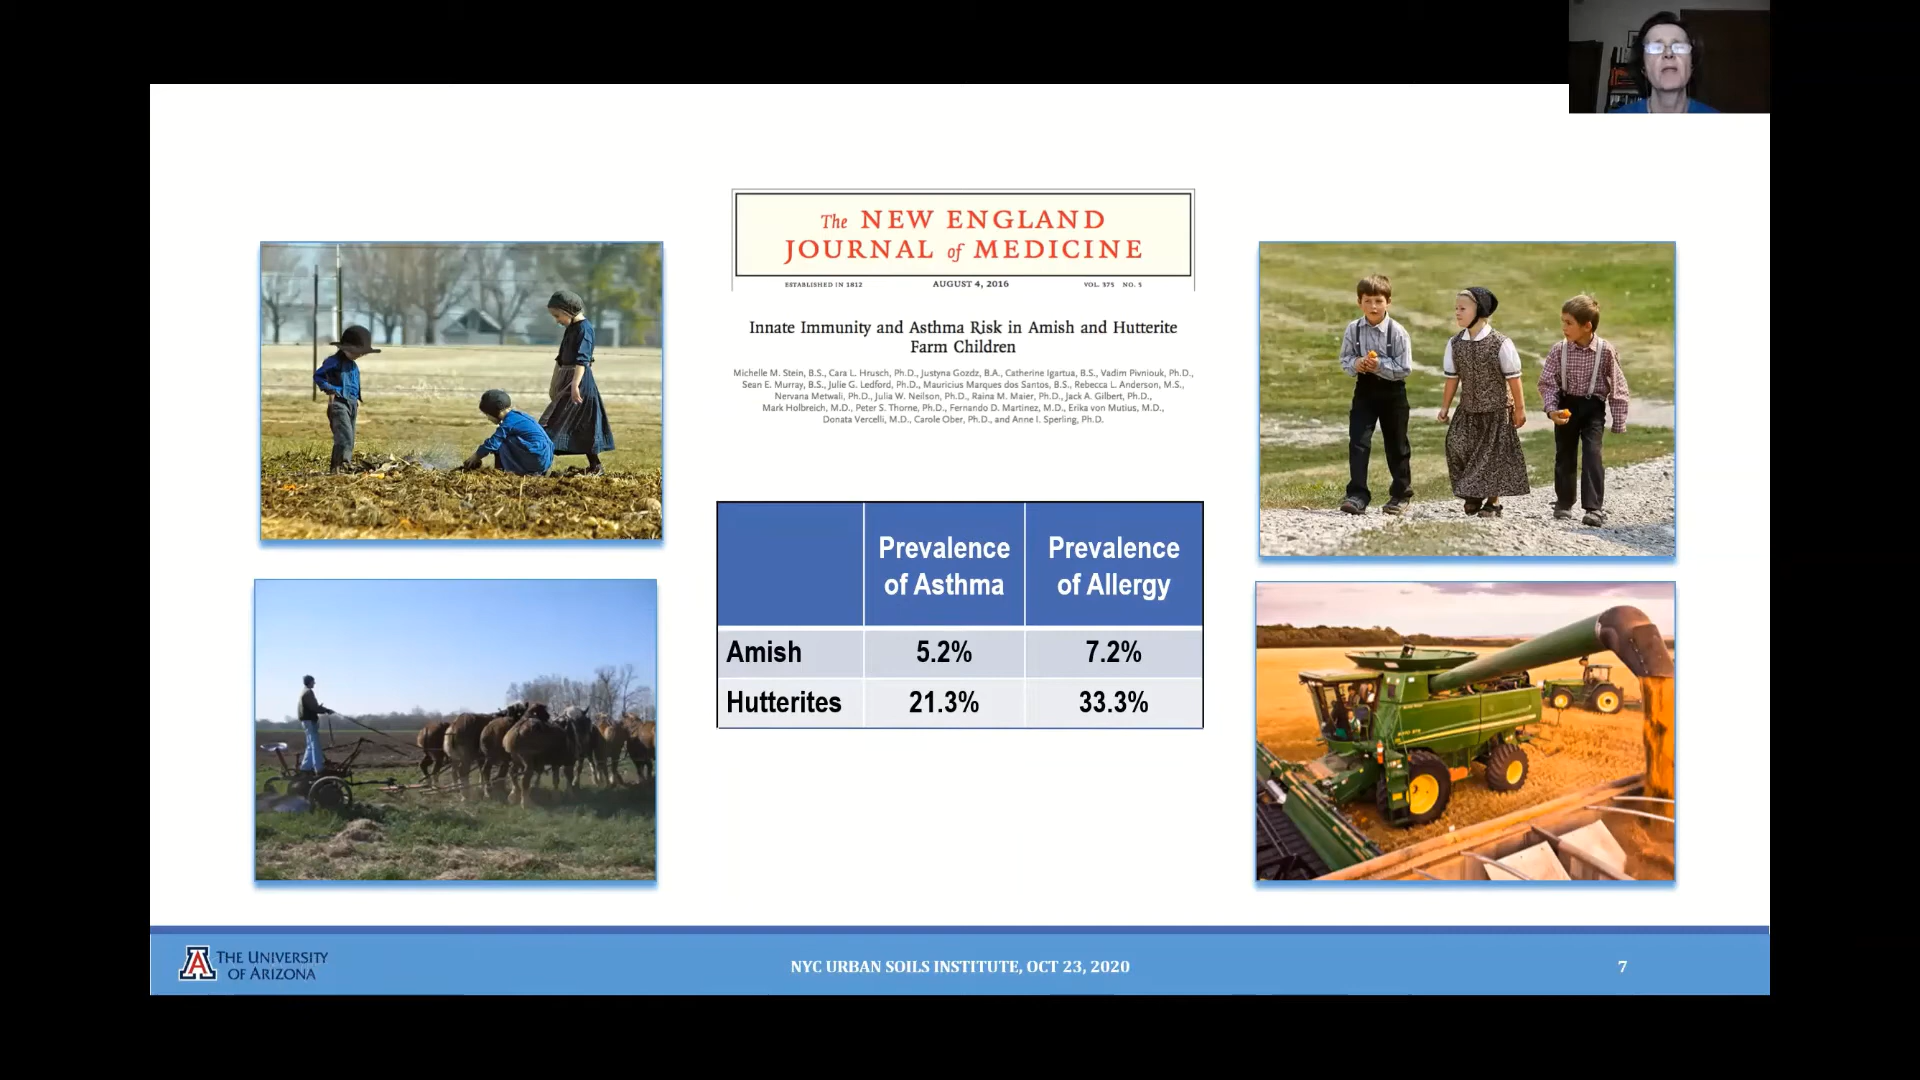 The NEW ENGLAND
JOURNAL of MEDICINE
ESTABLISHED IN 1812 AUGUST 4, 2016 VOL. 375 NO. 5
Innate Immunity and Asthma Risk in Amish and Hutterite
Farm Children
Michelle M. Stein, B.S., Cara L. Hrusch, Ph.D., Justyna Gozdz, B.A., Catherine Igartua, B.S., Vadim Pivniouk, Ph.D.,
Sean E. Murray, B.S., Julie G. Ledford, Ph.D., Mauricius Marques dos Santos, B.S., Rebecca L. Anderson, M.S.,
Nervana Metwali, Ph.D., Julia W. Neilson, Ph.D., Raina M. Maier, Ph.D., Jack A. Gilbert, Ph.D.,
Mark Holbreich, M.D., Peter S. Thorne, Ph.D., Fernando D. Martinez, M.D., Erika von Mutius, M.D.,
Donata Vercelli, M.D., Carole Ober, Ph.D., and Anne I. Sperling, Ph.D.
Prevalence of Asthma Prevalence of Allergy
Amish 5.2% 7.2%
Hutterites 21.3% 33.3%
A THE UNIVERSITY
OF ARIZONA
NYC URBAN SOILS INSTITUTE, OCT 23, 2020
7